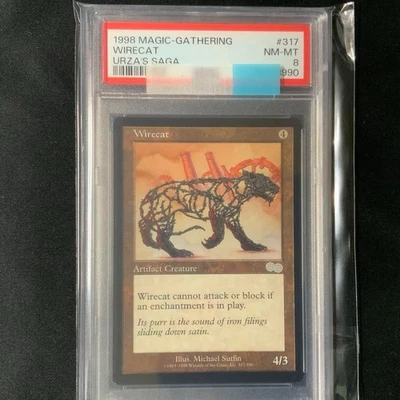 1998 MAGIC-GATHERING #317
WIRECAT NM-MT
URZA'S SAGA 8
990
Wirecat 4
Artifact Creature
Wirecat cannot attack or block if
an enchantment is in play.
Its purr is the sound of iron filings
sliding down satin.
Illus. Michael Sutfin
4/3